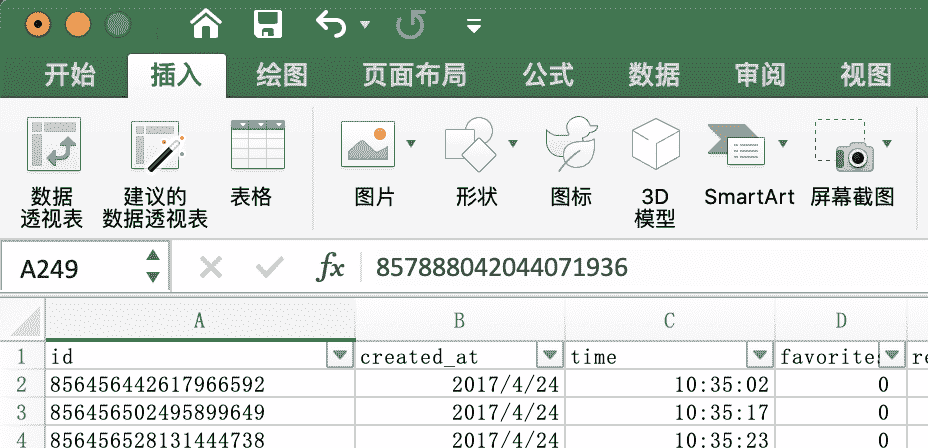 开始 插入 绘图 页面布局 公式 数据 审阅 视图
数据 建议的 表格 图片 形状 图标 3D SmartArt 屏幕截图
透视表 数据透视表 模型
A249 fx 857888042044071936
A B C D
1 id created_at time favorite
2 856456442617966592 2017/4/24 10:35:02 0
3 856456502495899649 2017/4/24 10:35:17 0
4 856456528131444738 2017/4/24 10:35:23 0